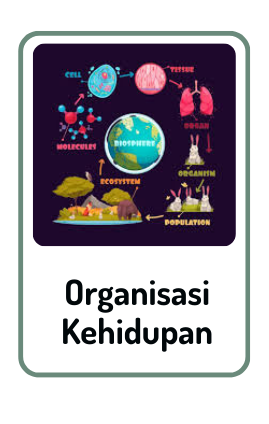 CELL
TISSUE
ORGAN
MOLECULES
BIOSPHERE
ORGANISM
ECOSYSTEM
POPULATION
Organisasi
Kehidupan